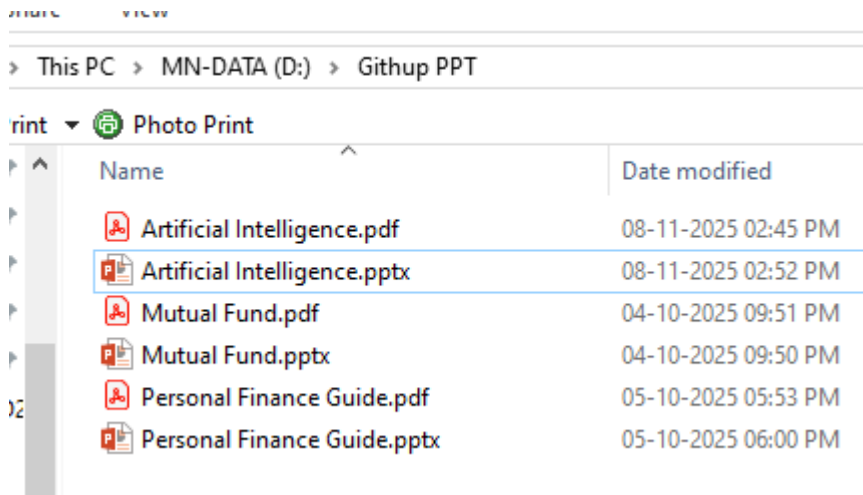 View
> This PC > MN-DATA (D:) > Githup PPT
Photo Print
Name Date modified
Artificial Intelligence.pdf 08-11-2025 02:45 PM
Artificial Intelligence.pptx 08-11-2025 02:52 PM
Mutual Fund.pdf 04-10-2025 09:51 PM
Mutual Fund.pptx 04-10-2025 09:50 PM
Personal Finance Guide.pdf 05-10-2025 05:53 PM
Personal Finance Guide.pptx 05-10-2025 06:00 PM